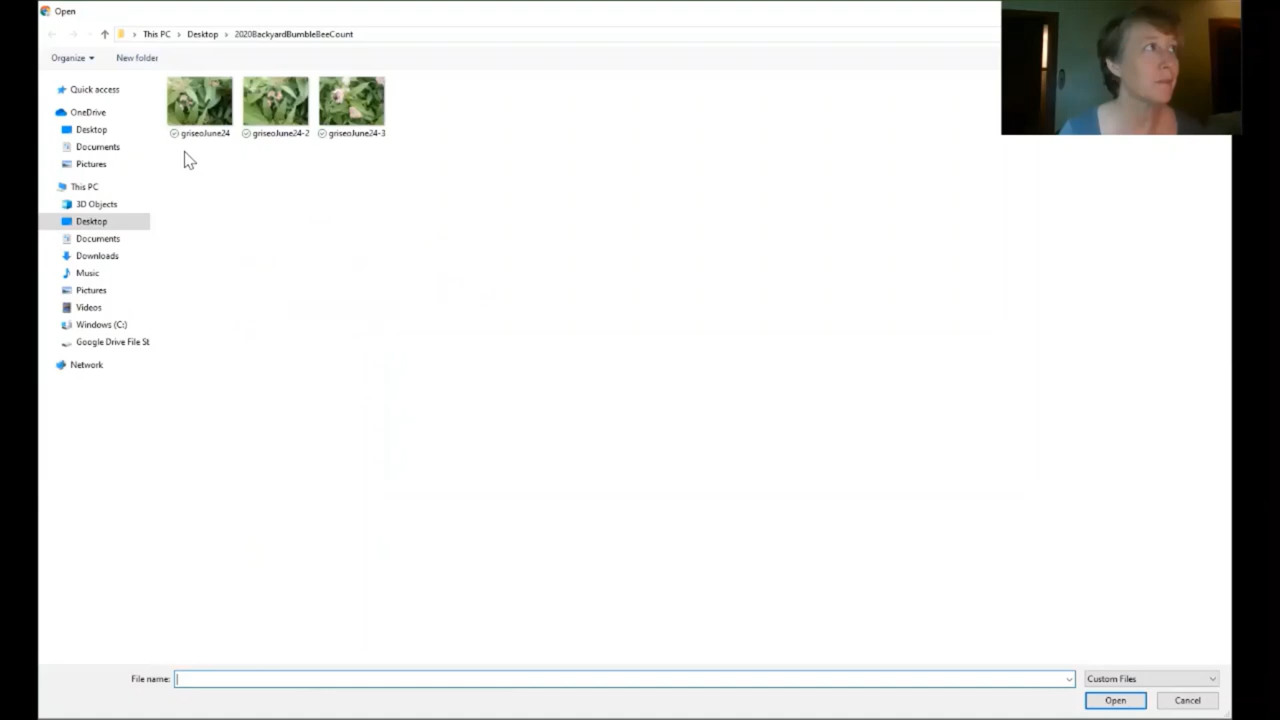 Open
This PC > Desktop > 2020BackyardBumbleBeeCount
Organize New folder
Quick access
OneDrive
Desktop
Documents
Pictures
This PC
3D Objects
Desktop
Documents
Downloads
Music
Pictures
Videos
Windows (C:)
Google Drive File St
Network
griseoJune24 griseoJune24-2 griseoJune24-3
File name: Custom Files
Open Cancel